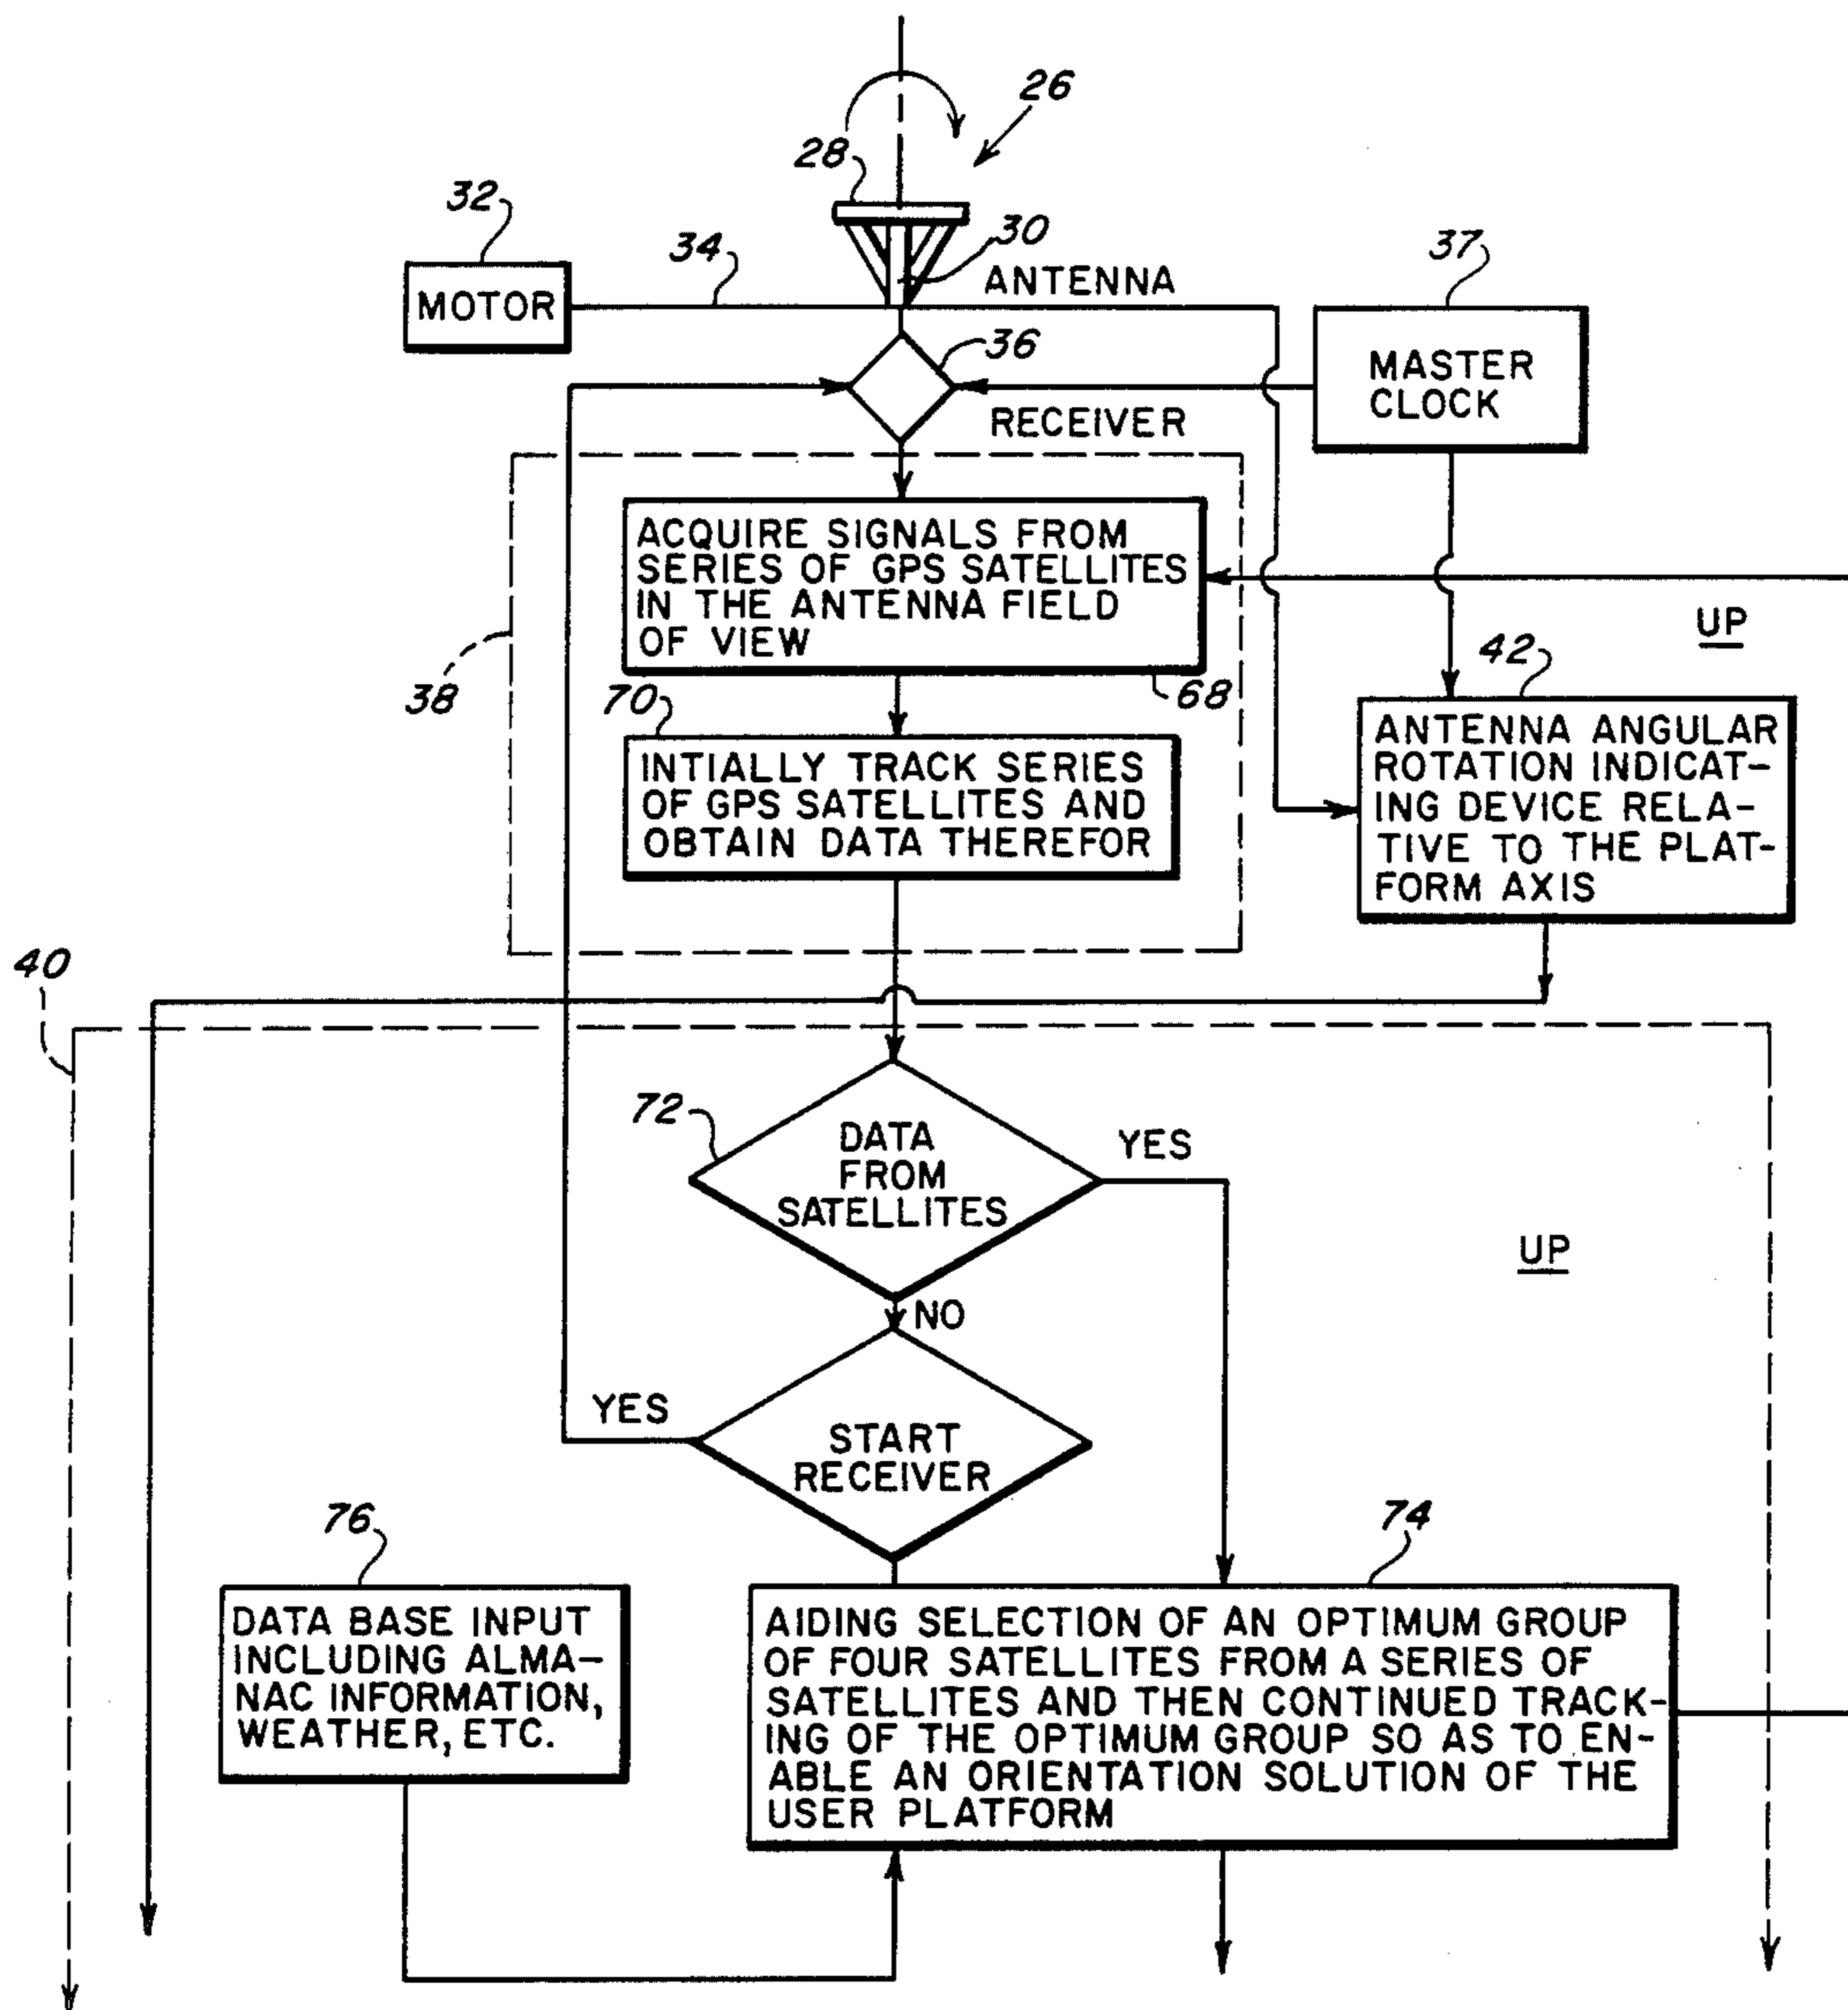 26
28
32
30
34
37
ANTENNA
MOTOR
36
MASTER
CLOCK
RECEIVER
ACQUIRE SIGNALS FROM
SERIES OF GPS SATELLITES
IN THE ANTENNA FIELD
OF VIEW
UP
42
38
70
68
INTIALLY TRACK SERIES
OF GPS SATELLITES AND
OBTAIN DATA THEREFOR
ANTENNA ANGULAR
ROTATION INDICAT-
ING DEVICE RELA-
TIVE TO THE PLAT-
FORM AXIS
40
72
DATA
FROM
SATELLITES
YES
UP
NO
YES
START
RECEIVER
76
74
DATA BASE INPUT
INCLUDING ALMA-
NAC INFORMATION,
WEATHER, ETC.
AIDING SELECTION OF AN OPTIMUM GROUP
OF FOUR SATELLITES FROM A SERIES OF
SATELLITES AND THEN CONTINUED TRACK-
ING OF THE OPTIMUM GROUP SO AS TO EN-
ABLE AN ORIENTATION SOLUTION OF THE
USER PLATFORM